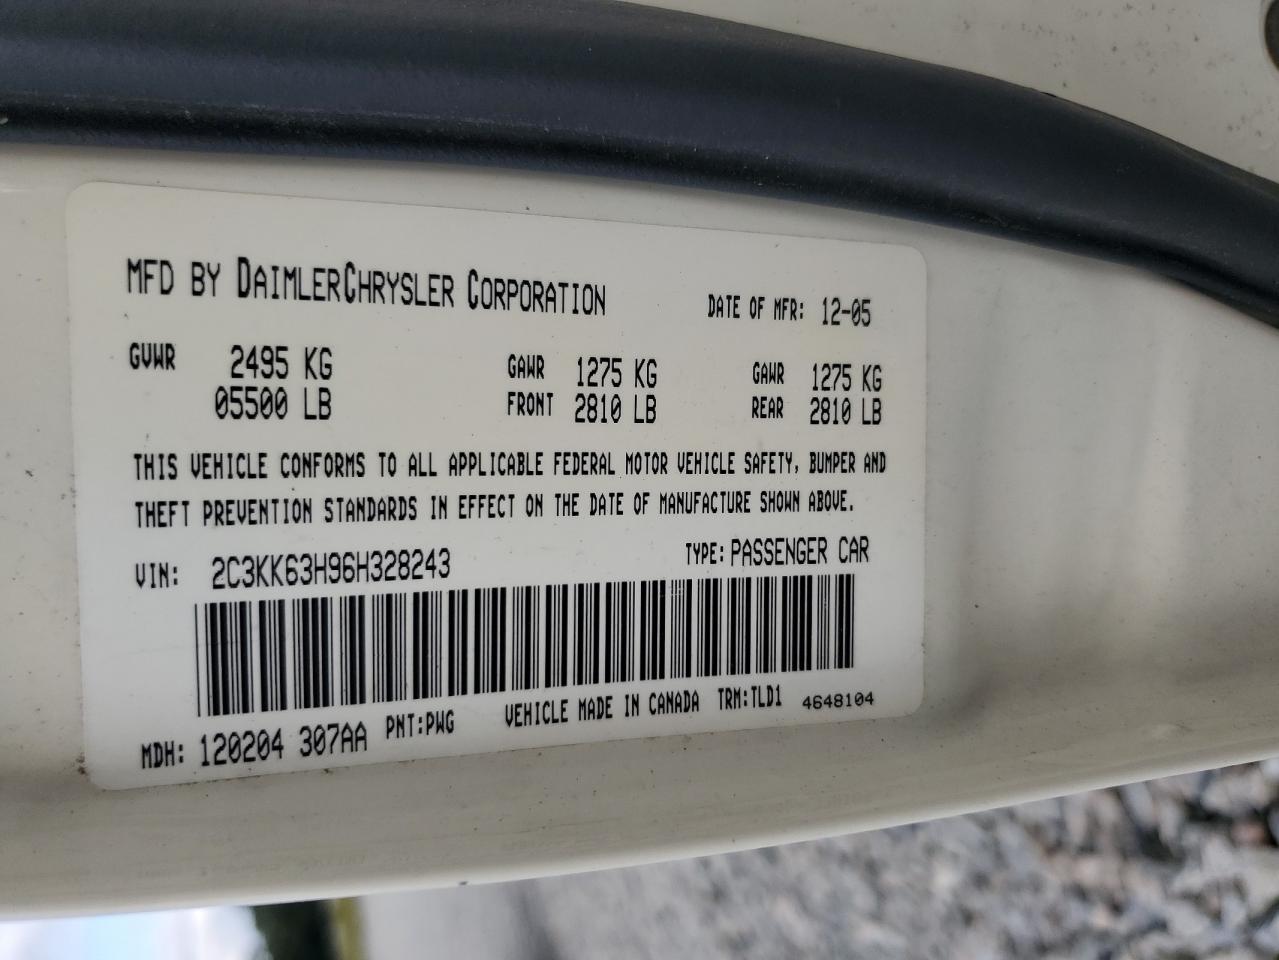 MFD BY DAIMLERCHRYSLER CORPORATION DATE OF MFR: 12-05
GVWR 2495 KG GAWR 1275 KG GAWR 1275 KG
05500 LB FRONT 2810 LB REAR 2810 LB
THIS VEHICLE CONFORMS TO ALL APPLICABLE FEDERAL MOTOR VEHICLE SAFETY, BUMPER AND
THEFT PREVENTION STANDARDS IN EFFECT ON THE DATE OF MANUFACTURE SHOWN ABOVE.
VIN: 2C3KK63H96H328243 TYPE: PASSENGER CAR
MDH: 120204 307AA PNT:PWG VEHICLE MADE IN CANADA TRM:TLD1 4648104